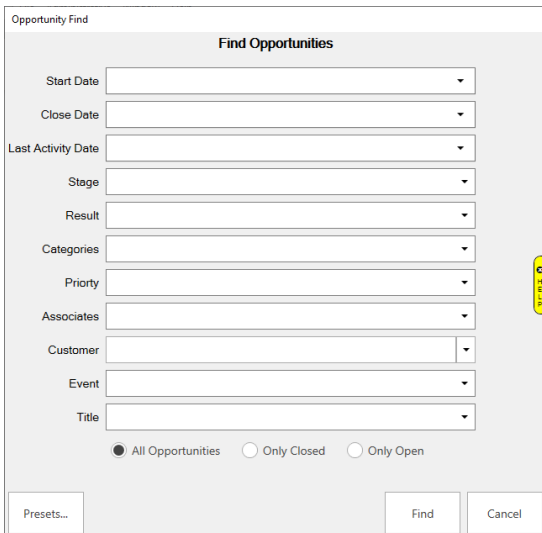 Opportunity Find
Find Opportunities
Start Date
Close Date
Last Activity Date
Stage
Result
Categories
Priorty
Associates
Customer
Event
Title
All Opportunities Only Closed Only Open
Presets... Find Cancel
HELP